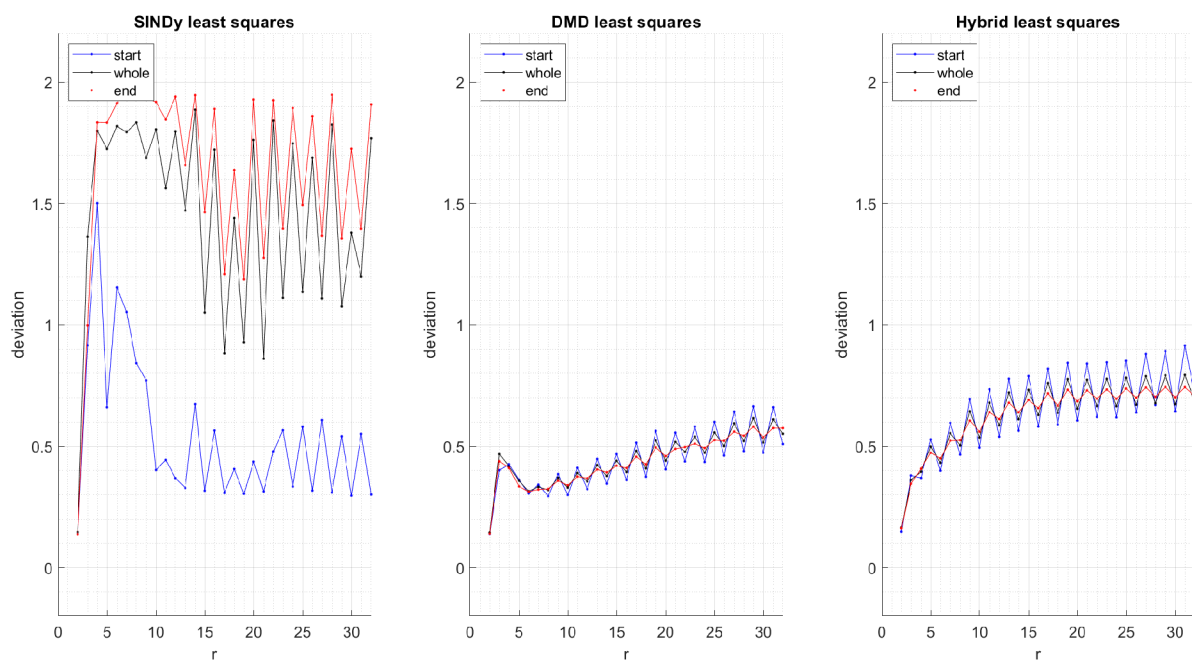 SINDy least squares
start
whole
end
2
1.5
1
0.5
0
deviation
0 5 10 15 20 25 30
r
DMD least squares
start
whole
end
2
1.5
1
0.5
0
deviation
0 5 10 15 20 25 30
r
Hybrid least squares
start
whole
end
2
1.5
1
0.5
0
deviation
0 5 10 15 20 25 30
r